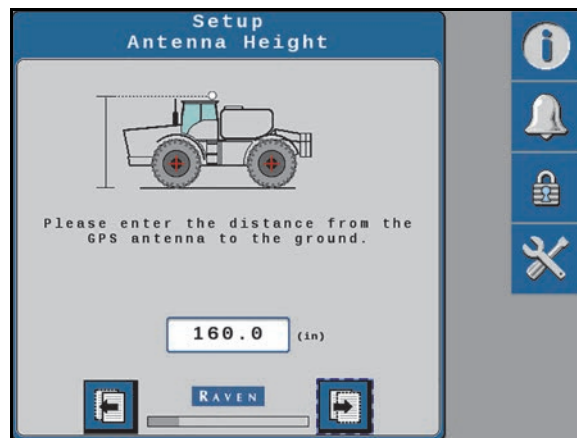 Setup
Antenna Height
Please enter the distance from the
GPS antenna to the ground.
160.0 (in)
RAVEN